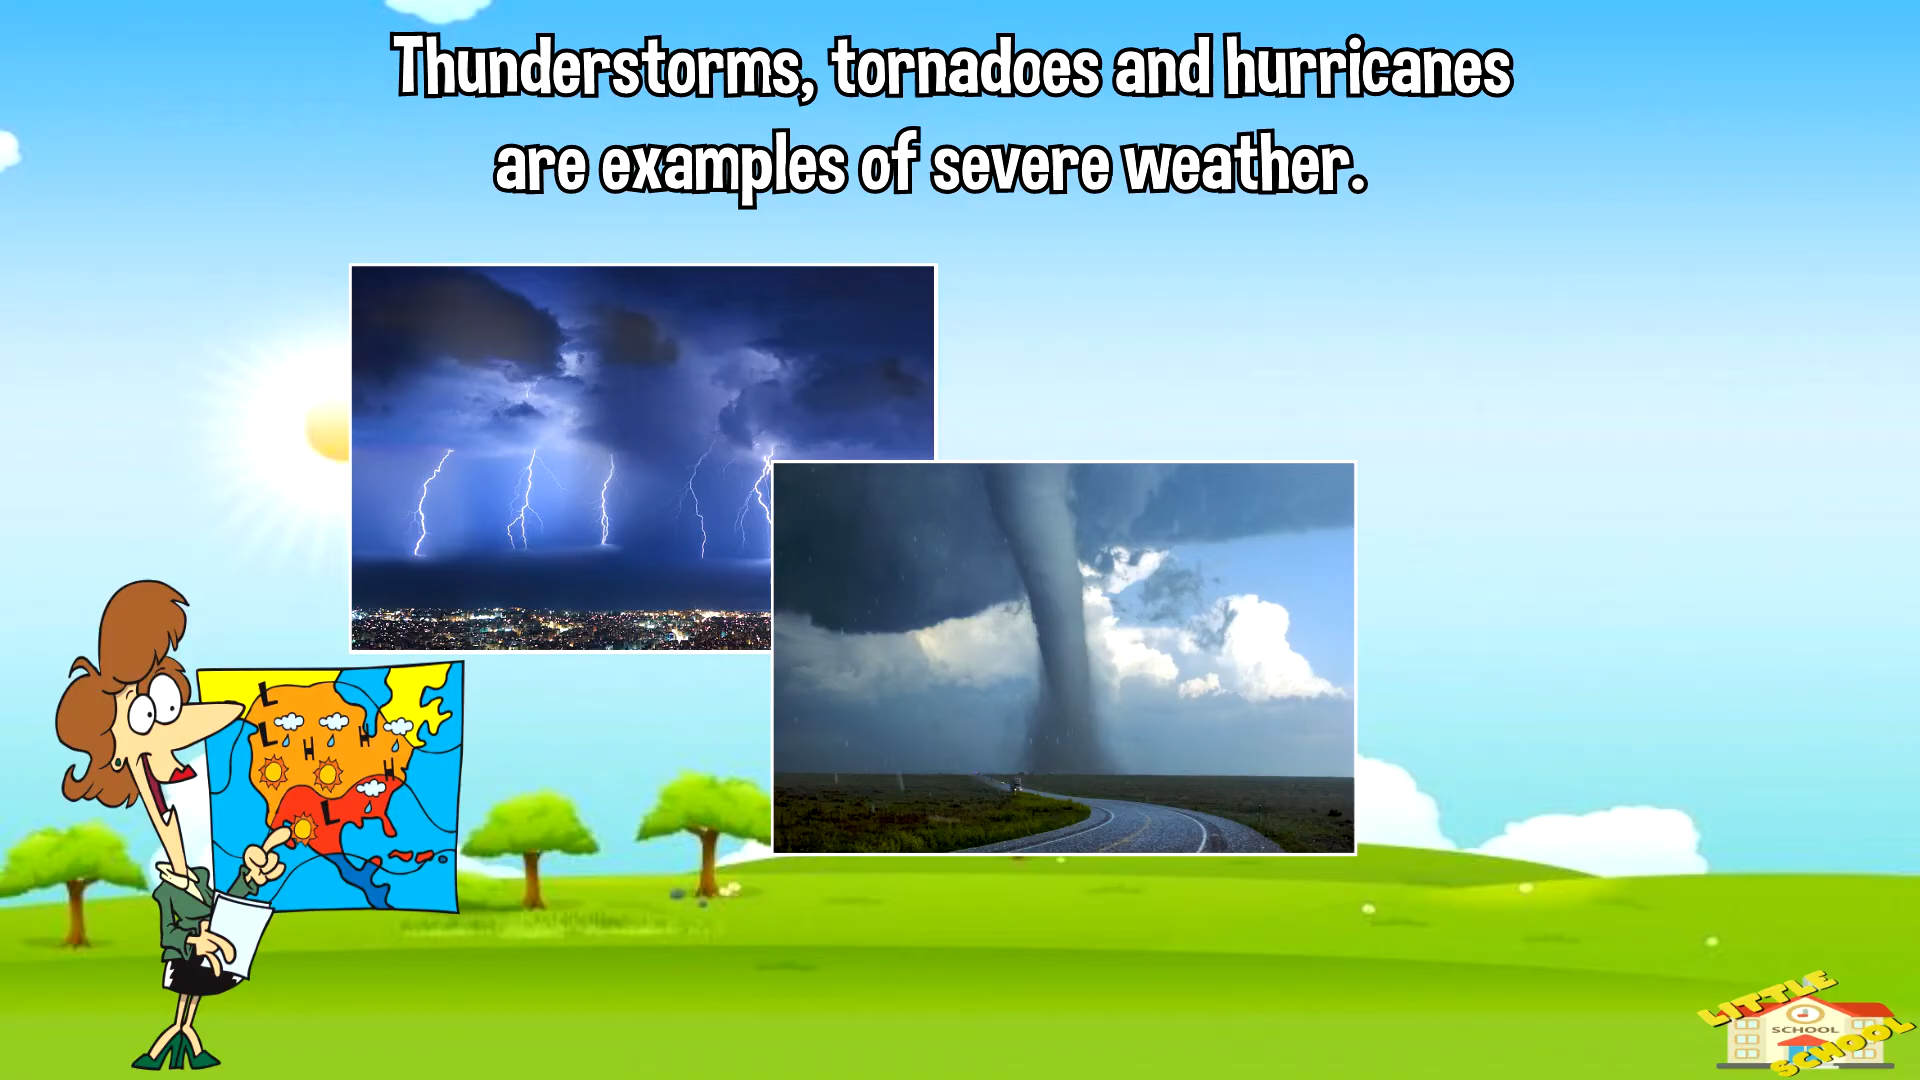 Thunderstorms, tornadoes and hurricanes
are examples of severe weather.
L
L
H
H
H
L
LITTLE
SCHOOL
SCHOOL